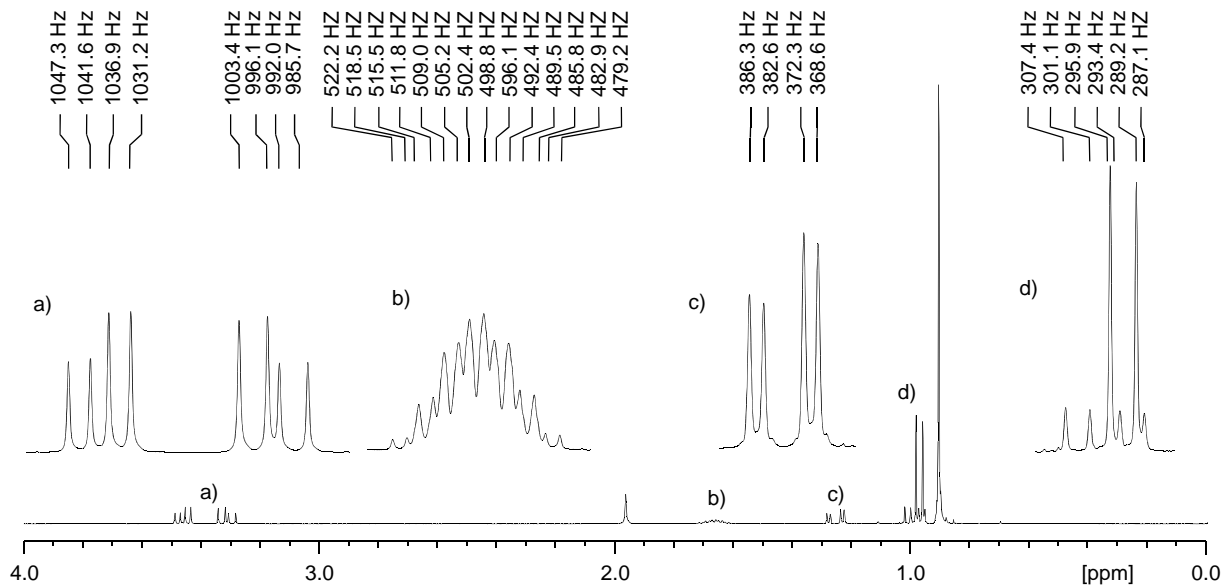 1047.3 Hz
1041.6 Hz
1036.9 Hz
1031.2 Hz
1003.4 Hz
996.1 Hz
992.0 Hz
985.7 Hz
522.2 HZ
518.5 HZ
515.5 HZ
511.8 HZ
509.0 HZ
505.2 HZ
502.4 HZ
498.8 HZ
596.1 HZ
492.4 HZ
489.5 HZ
485.8 HZ
482.9 HZ
479.2 HZ
386.3 HZ
382.6 HZ
372.3 HZ
368.6 HZ
307.4 HZ
301.1 HZ
295.9 HZ
293.4 HZ
289.2 HZ
287.1 HZ
a)
b)
c)
d)
d)
a)
b)
c)
4.0 3.0 2.0 1.0 [ppm] 0.0